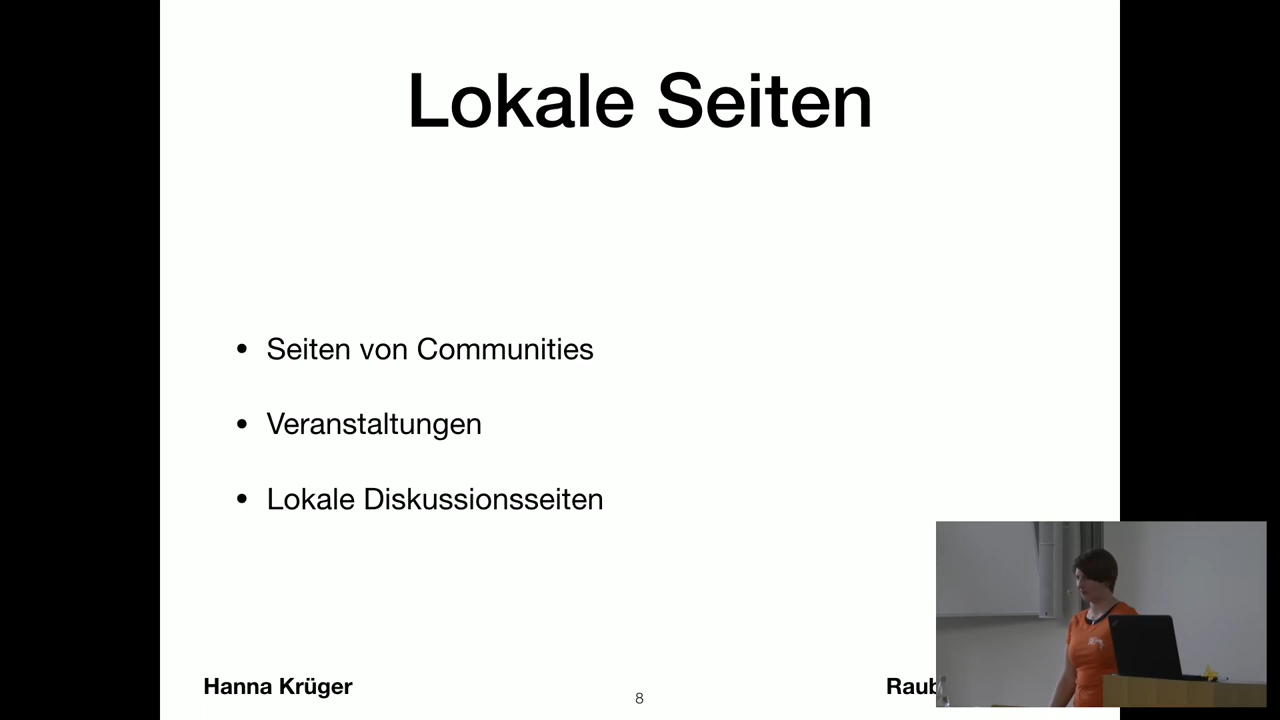 Lokale Seiten
• Seiten von Communities
• Veranstaltungen
• Lokale Diskussionsseiten
Hanna Krüger
8